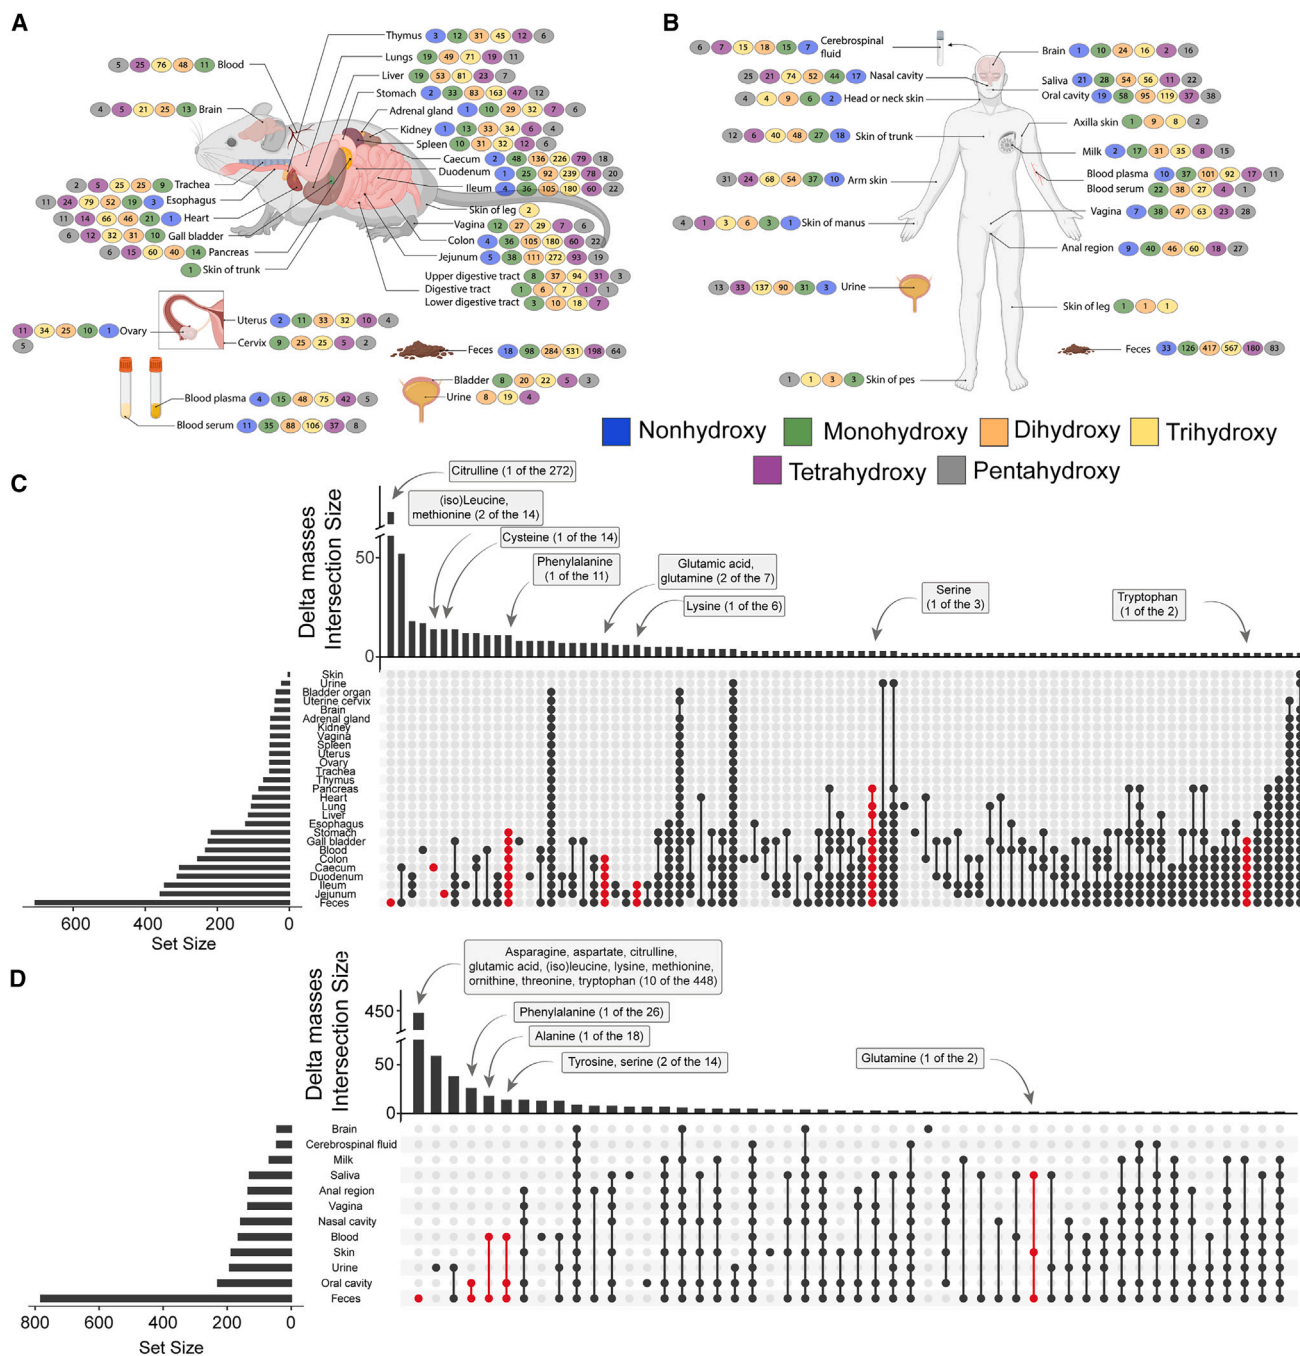 A
Thymus 3 12 31 45 12 6
Lungs 19 49 71 19 11
Liver 19 53 81 23 7
Stomach 2 33 83 163 47 12
Adrenal gland 1 10 29 32 7 6
Kidney 1 13 33 34 6 4
Spleen 10 31 32 12 6
Caecum 2 48 136 226 79 18
Duodenum 1 25 92 239 78 20
Ileum 4 36 105 180 60 22
Skin of leg 2
Vagina 12 27 29 7 6
Colon 4 36 105 180 60 22
Jejunum 5 38 111 272 93 19
Upper digestive tract 8 37 94 31 3
Digestive tract 1 6 7 1 1
Lower digestive tract 3 10 18 7
5 25 76 48 11 Blood
4 5 21 25 13 Brain
2 5 25 25 9 Trachea
11 24 79 52 19 3 Esophagus
11 14 66 46 21 1 Heart
6 12 32 31 10 Gall bladder
6 15 60 40 14 Pancreas
1 Skin of trunk
11 34 25 10 1 Ovary
5
Uterus 2 11 33 32 10 4
Cervix 9 25 25 5 2
Feces 18 98 284 531 198 64
Bladder 8 20 22 5 3
Urine 8 19 4
Blood plasma 4 15 48 75 42 5
Blood serum 11 35 88 106 37 8
B
6 7 15 18 15 7 Cerebrospinal
fluid
25 21 74 52 44 17 Nasal cavity
4 4 9 6 2 Head or neck skin
12 6 40 48 27 18 Skin of trunk
31 24 68 54 37 10 Arm skin
4 1 3 6 3 1 Skin of manus
13 33 137 90 31 3 Urine
1 1 3 3 Skin of pes
Brain 1 10 24 16 2 16
Saliva 21 28 54 56 11 22
Oral cavity 19 58 95 119 37 38
Axilla skin 1 9 8 2
Milk 2 17 31 35 8 15
Blood plasma 10 37 101 92 17 11
Blood serum 22 38 27 4 1
Vagina 7 38 47 63 23 28
Anal region 9 40 46 60 18 27
Skin of leg 1 1 1
Feces 33 126 417 567 180 83
Nonhydroxy Monohydroxy Dihydroxy Trihydroxy
Tetrahydroxy Pentahydroxy
C
Delta masses
Intersection Size
50
0
Citrulline (1 of the 272)
(iso)Leucine,
methionine (2 of the 14)
Cysteine (1 of the 14)
Phenylalanine
(1 of the 11)
Glutamic acid,
glutamine (2 of the 7)
Lysine (1 of the 6)
Serine
(1 of the 3)
Tryptophan
(1 of the 2)
Skin
Urine
Bladder organ
Uterine cervix
Brain
Adrenal gland
Kidney
Vagina
Spleen
Uterus
Ovary
Trachea
Thymus
Pancreas
Heart
Lung
Liver
Esophagus
Stomach
Gall bladder
Blood
Colon
Caecum
Duodenum
Ileum
Jejunum
Feces
600 400 200 0
Set Size
D
Delta masses
Intersection Size
450
50
0
Asparagine, aspartate, citrulline,
glutamic acid, (iso)leucine, lysine, methionine,
ornithine, threonine, tryptophan (10 of the 448)
Phenylalanine (1 of the 26)
Alanine (1 of the 18)
Tyrosine, serine (2 of the 14)
Glutamine (1 of the 2)
Brain
Cerebrospinal fluid
Milk
Saliva
Anal region
Vagina
Nasal cavity
Blood
Skin
Urine
Oral cavity
Feces
800 600 400 200 0
Set Size